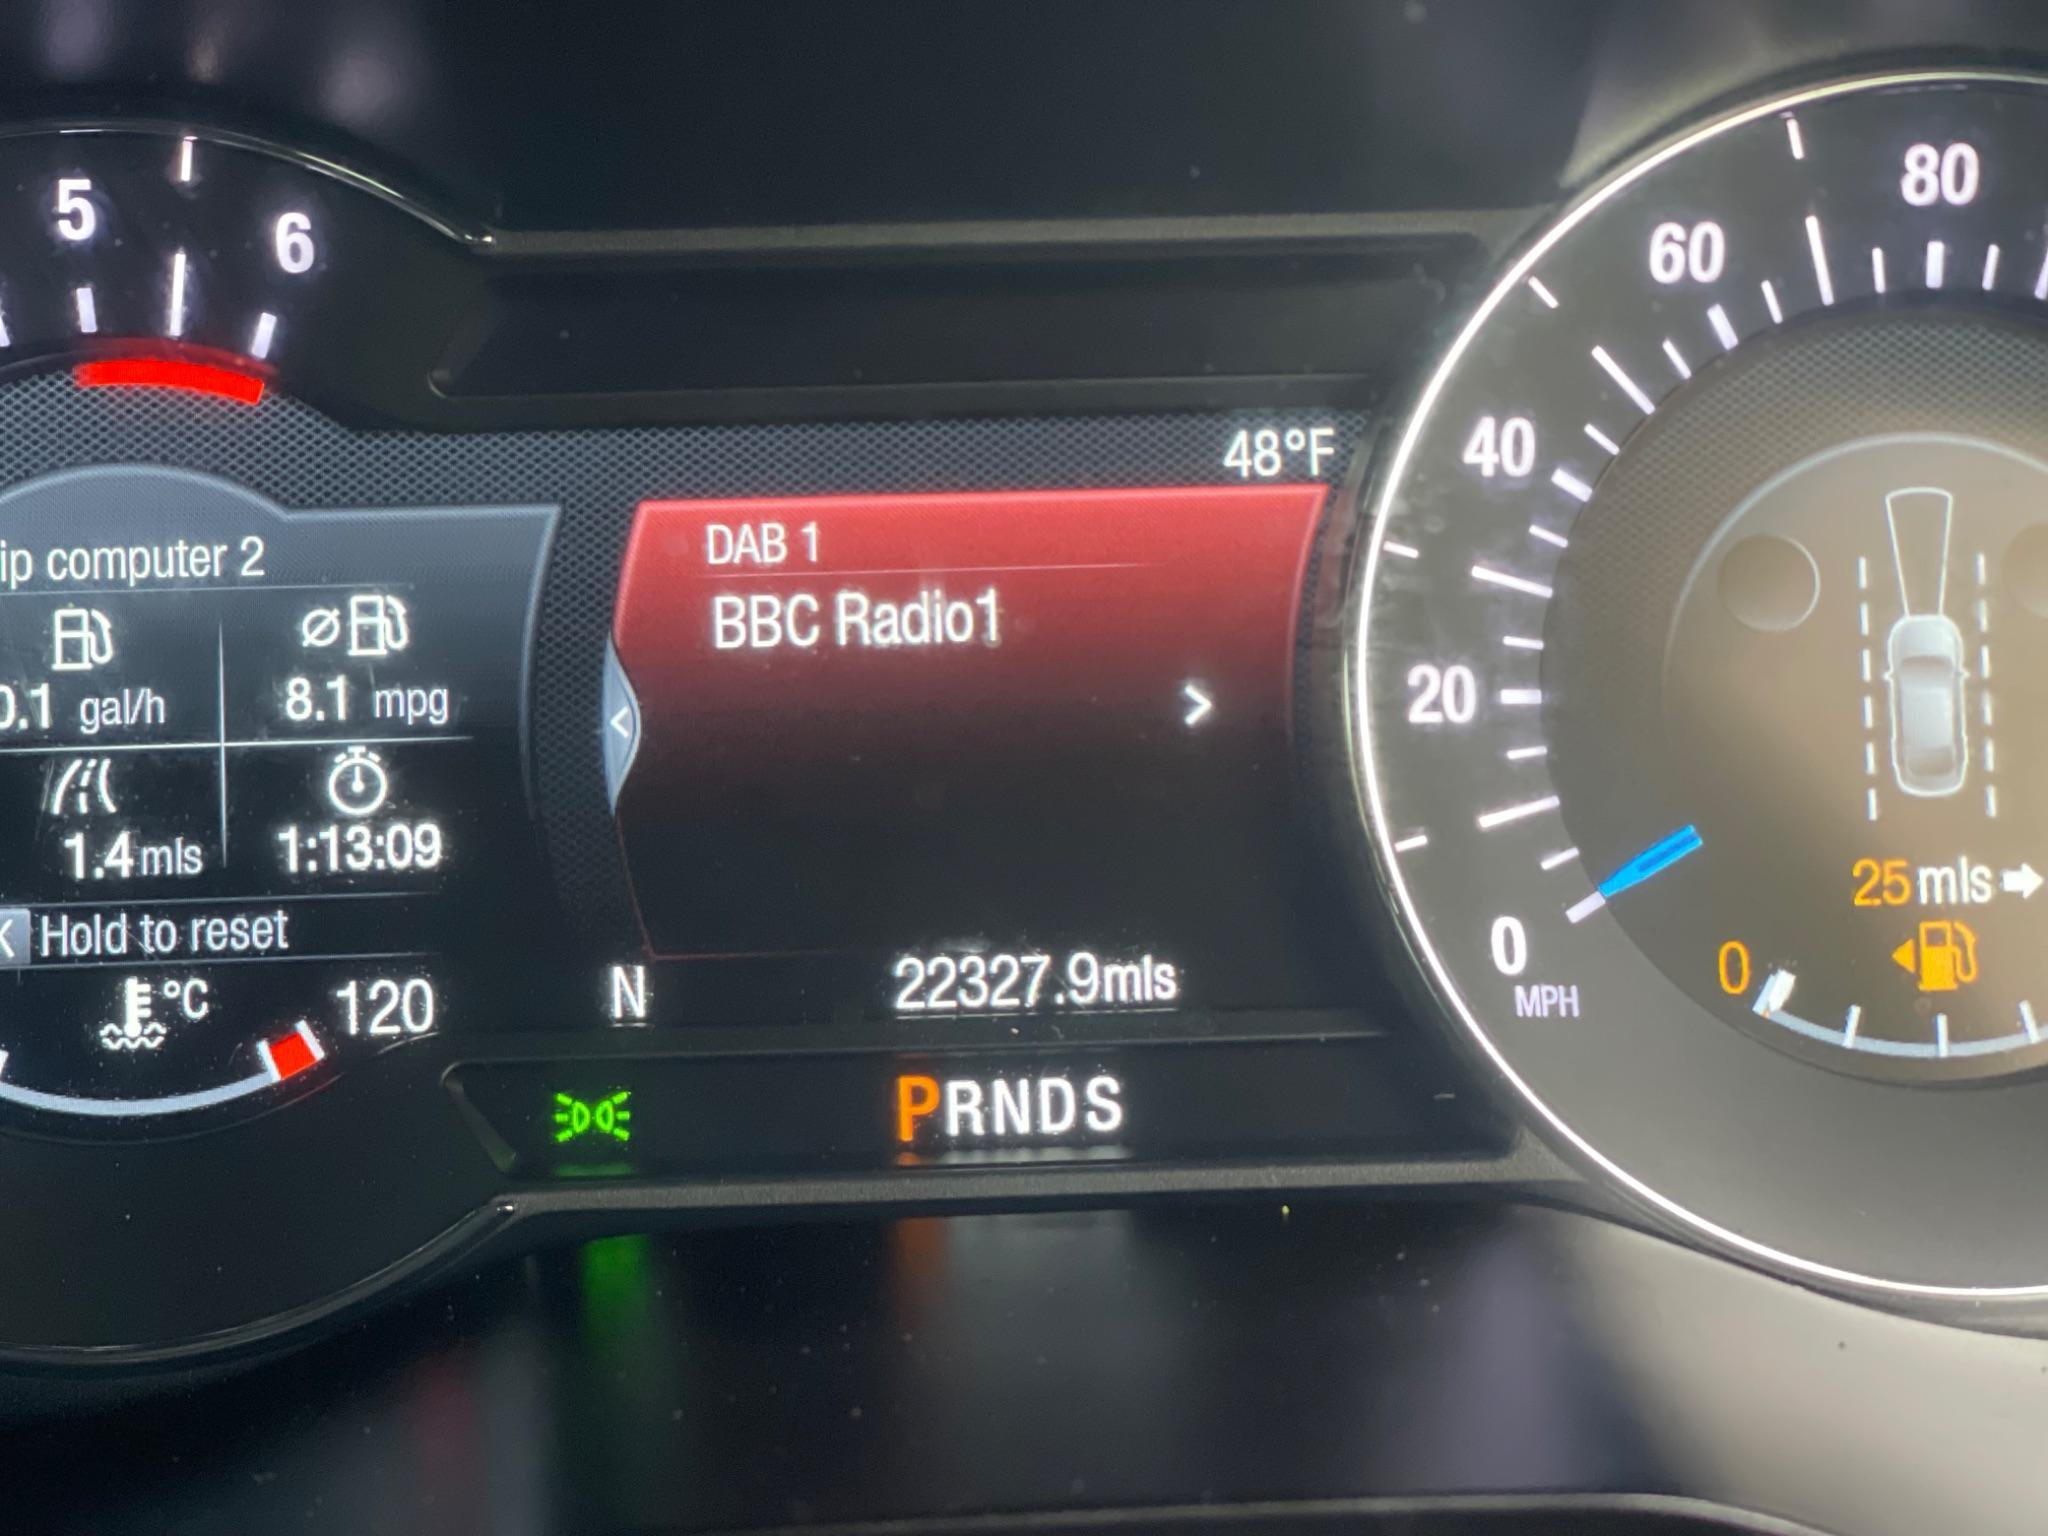 5
6
80
60
40
20
0
MPH
48°F
ip computer 2
0.1 gal/h
8.1 mpg
1.4 mls
1:13:09
Hold to reset
°C
120
DAB 1
BBC Radio1
<
>
N
22327.9mls
PRNDS
25 mls
0